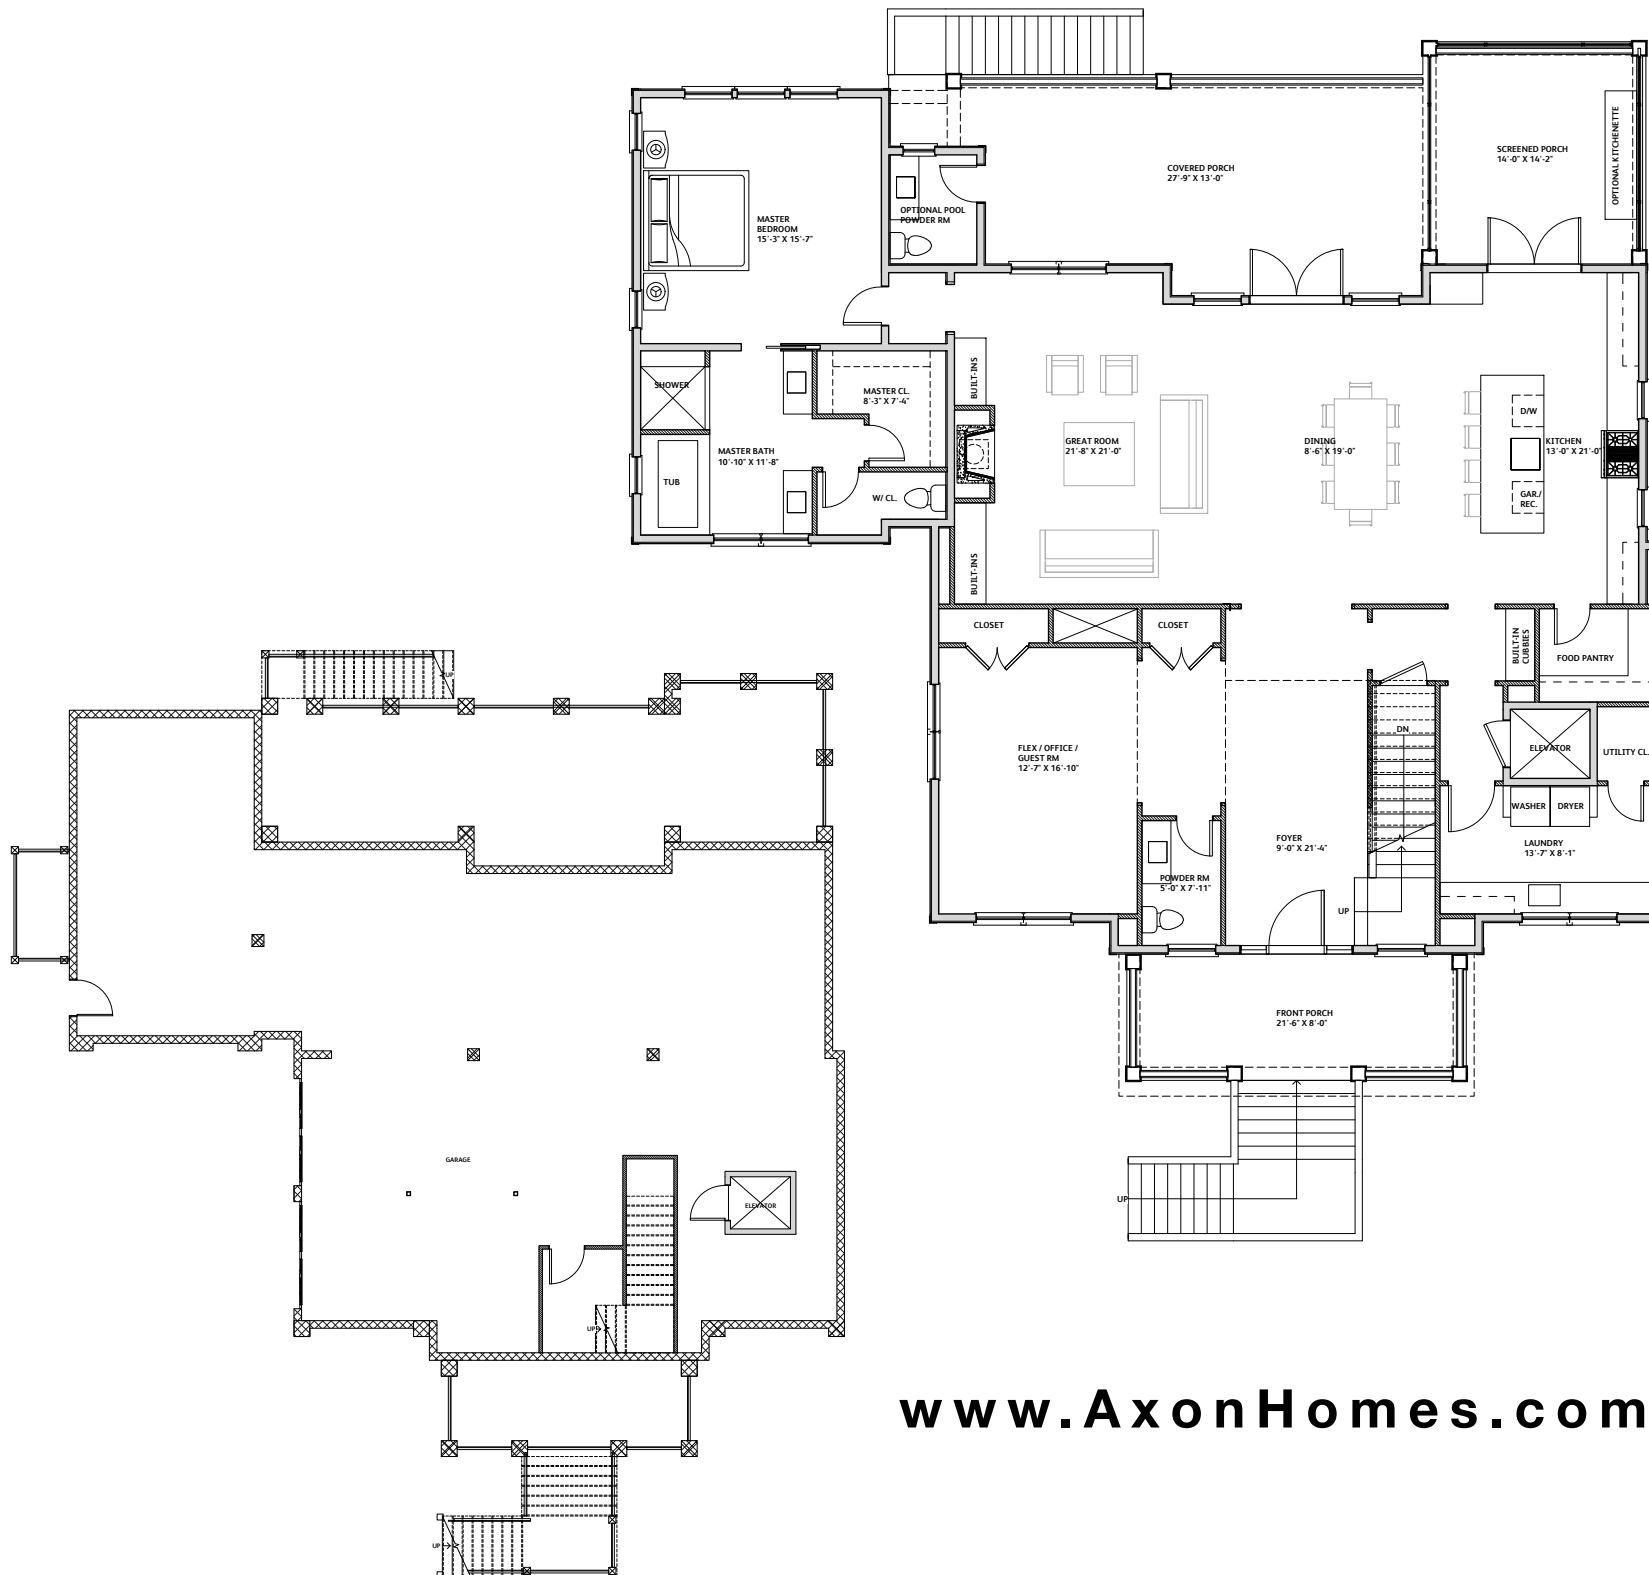 SCREENED PORCH
14'-0" X 14'-2"
OPTIONAL KITCHENETTE
COVERED PORCH
27'-9" X 13'-0"
OPTIONAL POOL
POWDER RM
MASTER
BEDROOM
15'-3" X 15'-7"
SHOWER
MASTER CL.
8'-3" X 7'-4"
BUILT-INS
MASTER BATH
10'-10" X 11'-8"
TUB
W/ CL.
GREAT ROOM
21'-8" X 21'-0"
DINING
8'-6" X 19'-0"
D/W
KITCHEN
13'-0" X 21'-0"
GAR./
REC.
BUILT-INS
CLOSET
CLOSET
BUILT-IN
CUBBIES
FOOD PANTRY
FLEX / OFFICE /
GUEST RM
12'-7" X 16'-10"
DN
ELEVATOR
UTILITY CL.
WASHER
DRYER
FOYER
9'-0" X 21'-4"
LAUNDRY
13'-7" X 8'-1"
POWDER RM
5'-0" X 7'-11"
UP
FRONT PORCH
21'-6" X 8'-0"
UP
UP
GARAGE
ELEVATOR
UP
UP
www.AxonHomes.com